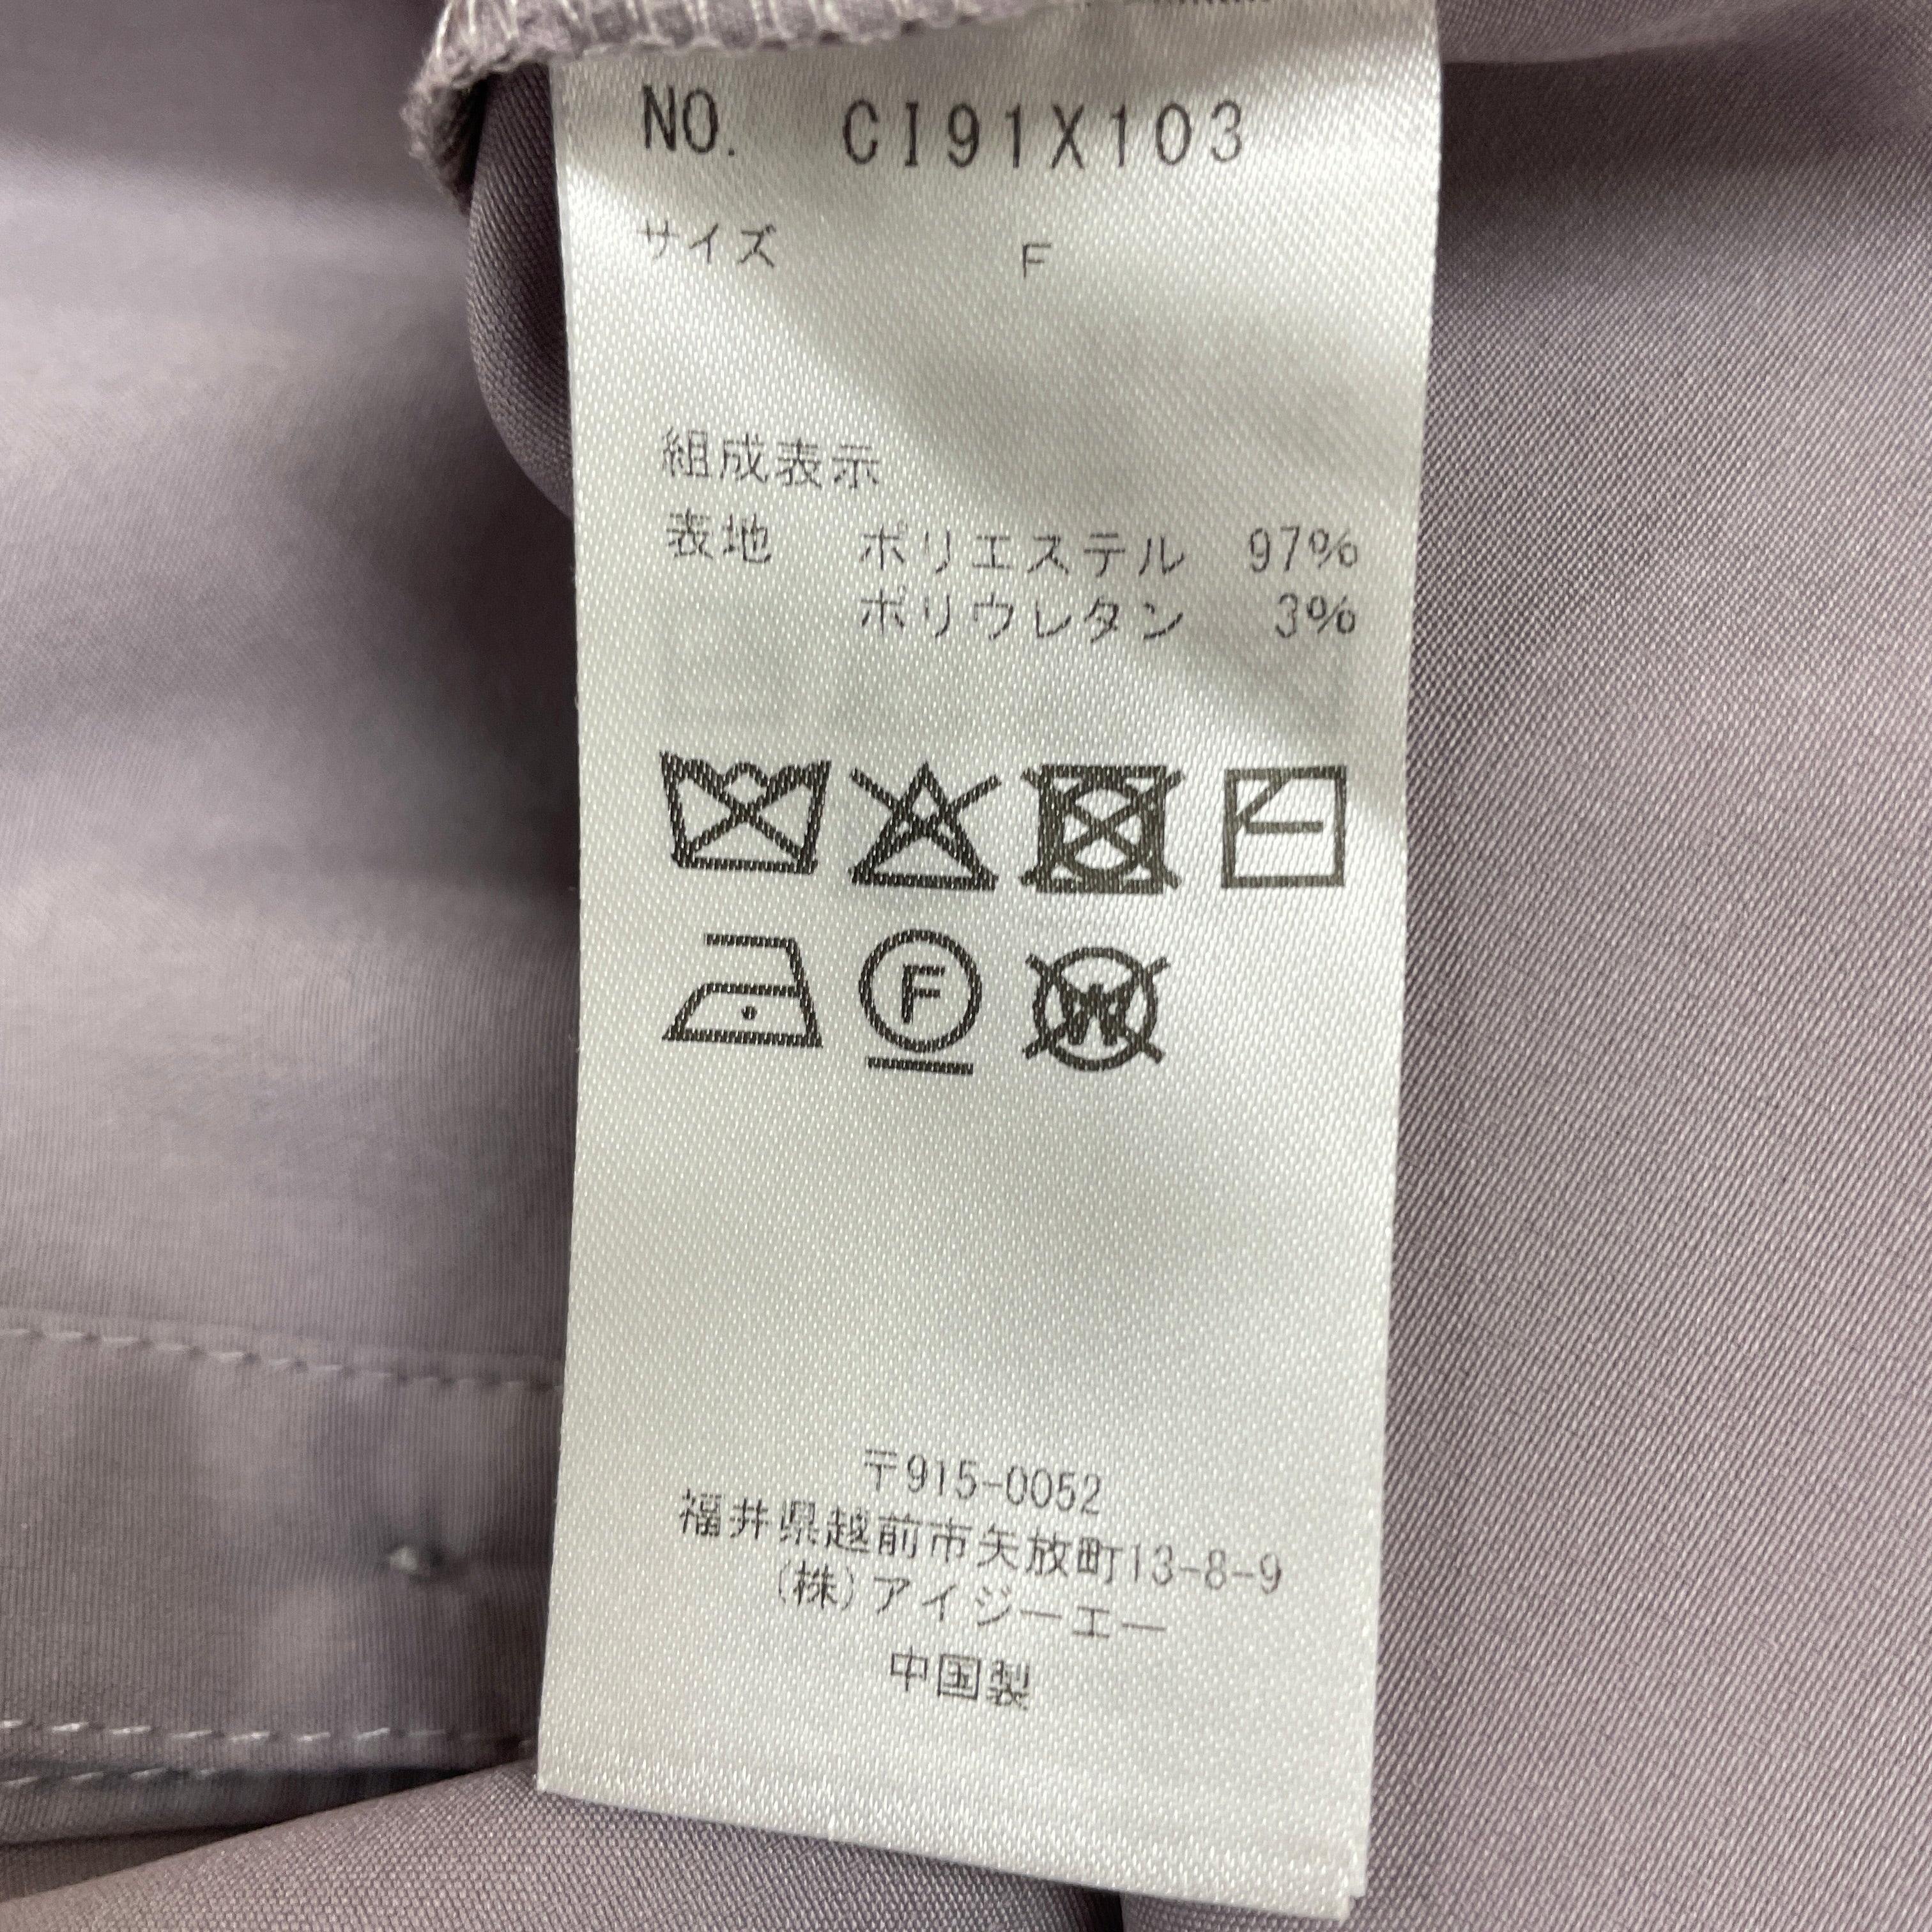 NO. CI91X103
サイズ F
組成表示
表地 ポリエステル 97%
ポリウレタン 3%
F
W
〒915-0052
福井県越前市矢放町13-8-9
(株)アイジーエー
中国製